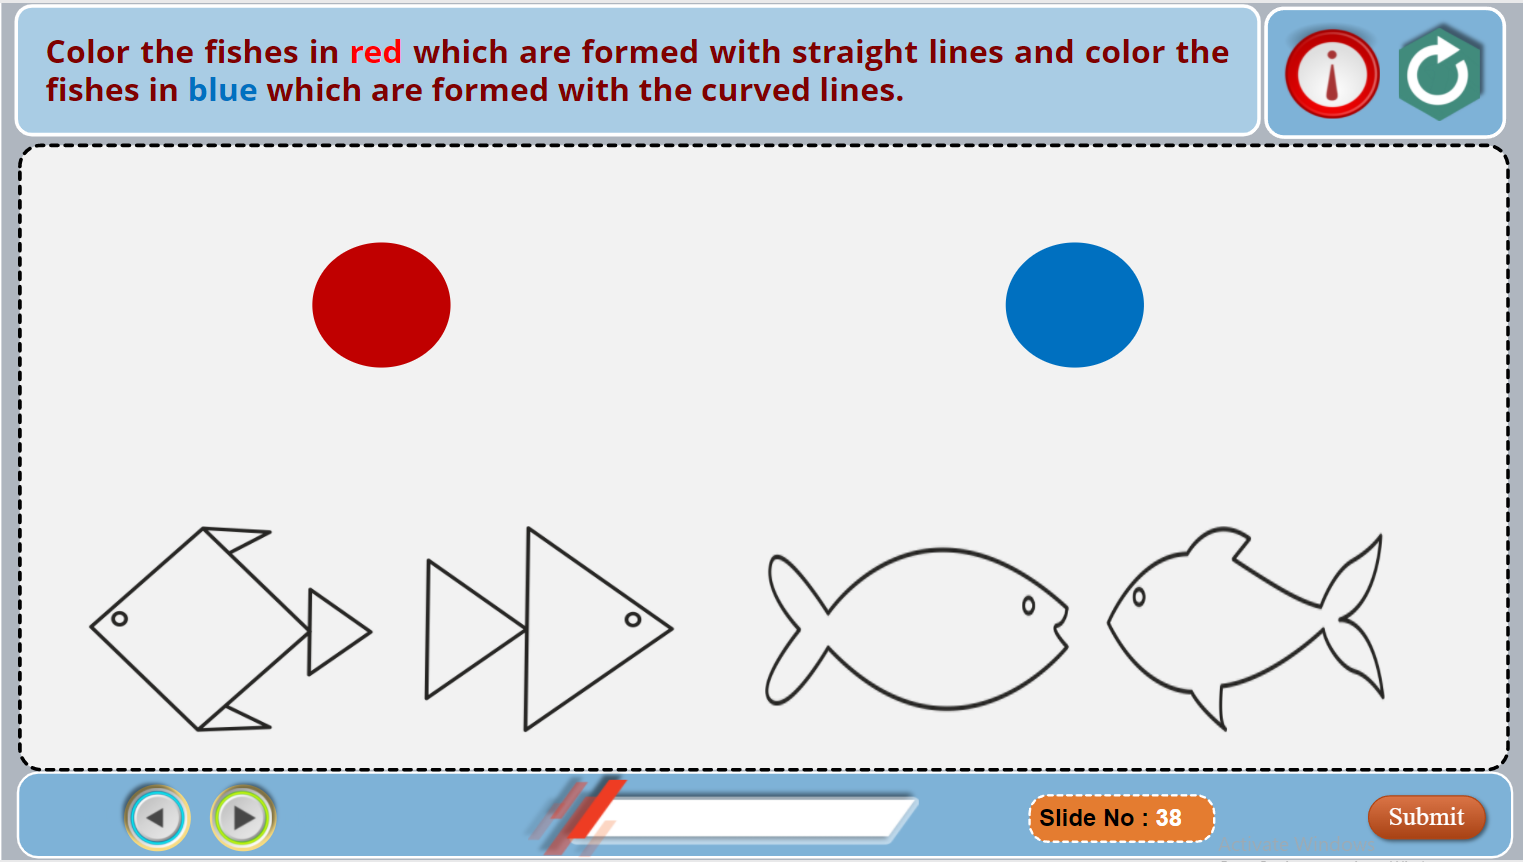 Color the fishes in red which are formed with straight lines and color the
fishes in blue which are formed with the curved lines.
Slide No : 38
Submit